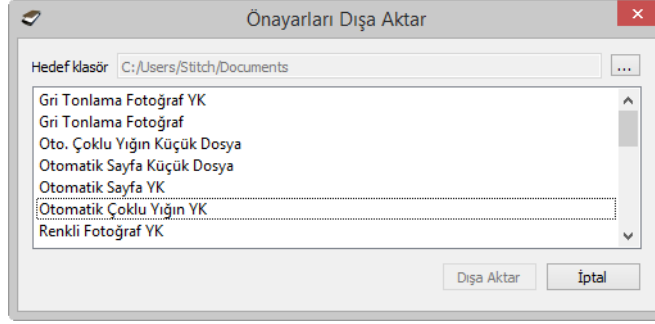 Önayarları Dışa Aktar
Hedef klasör C:/Users/Stitch/Documents ...
Gri Tonlama Fotoğraf YK
Gri Tonlama Fotoğraf
Oto. Çoklu Yığın Küçük Dosya
Otomatik Sayfa Küçük Dosya
Otomatik Sayfa YK
Otomatik Çoklu Yığın YK
Renkli Fotoğraf YK
Dışa Aktar İptal